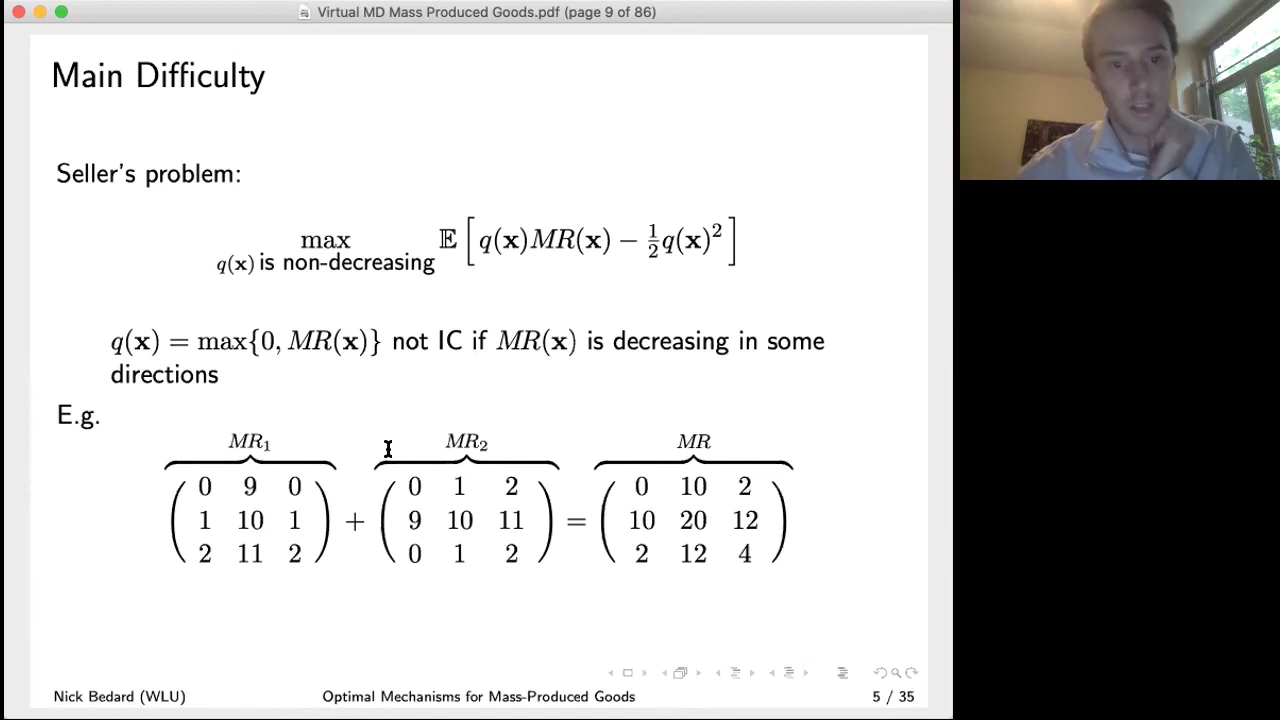 Virtual MD Mass Produced Goods.pdf (page 9 of 86)
Main Difficulty
Seller's problem:
max 𝔼 [ q(x)MR(x) − ½q(x)² ]
q(x) is non-decreasing
q(x) = max{0, MR(x)} not IC if MR(x) is decreasing in some
directions
E.g.
MR₁ MR₂ MR
( 0 9 0 ) ( 0 1 2 ) ( 0 10 2 )
( 1 10 1 ) + ( 9 10 11 ) = ( 10 20 12 )
( 2 11 2 ) ( 0 1 2 ) ( 2 12 4 )
Nick Bedard (WLU) Optimal Mechanisms for Mass-Produced Goods 5 / 35